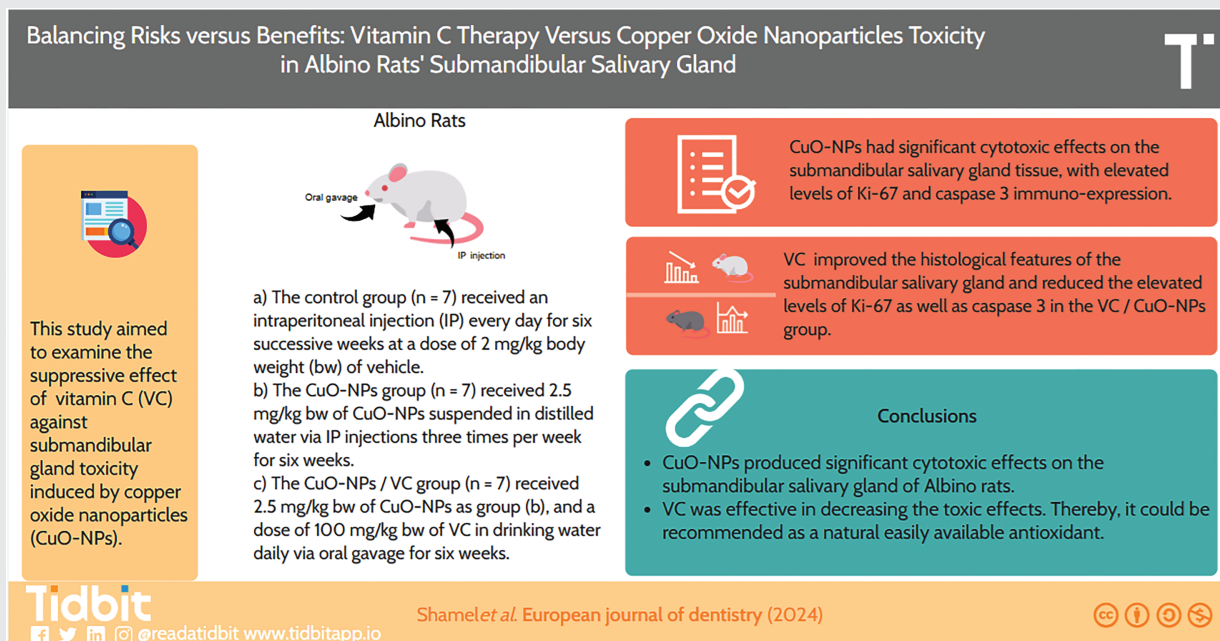 Balancing Risks versus Benefits: Vitamin C Therapy Versus Copper Oxide Nanoparticles Toxicity
in Albino Rats' Submandibular Salivary Gland
T
This study aimed
to examine the
suppressive effect
of vitamin C (VC)
against
submandibular
gland toxicity
induced by copper
oxide nanoparticles
(CuO-NPs).
Albino Rats
Oral gavage
IP injection
a) The control group (n = 7) received an
intraperitoneal injection (IP) every day for six
successive weeks at a dose of 2 mg/kg body
weight (bw) of vehicle.
b) The CuO-NPs group (n = 7) received 2.5
mg/kg bw of CuO-NPs suspended in distilled
water via IP injections three times per week
for six weeks.
c) The CuO-NPs / VC group (n = 7) received
2.5 mg/kg bw of CuO-NPs as group (b), and a
dose of 100 mg/kg bw of VC in drinking water
daily via oral gavage for six weeks.
CuO-NPs had significant cytotoxic effects on the
submandibular salivary gland tissue, with elevated
levels of Ki-67 and caspase 3 immuno-expression.
VC improved the histological features of the
submandibular salivary gland and reduced the elevated
levels of Ki-67 as well as caspase 3 in the VC / CuO-NPs
group.
Conclusions
• CuO-NPs produced significant cytotoxic effects on the
submandibular salivary gland of Albino rats.
• VC was effective in decreasing the toxic effects. Thereby, it could be
recommended as a natural easily available antioxidant.
Tidbit
@readatidbit www.tidbitapp.io
Shamel et al. European journal of dentistry (2024)
cc